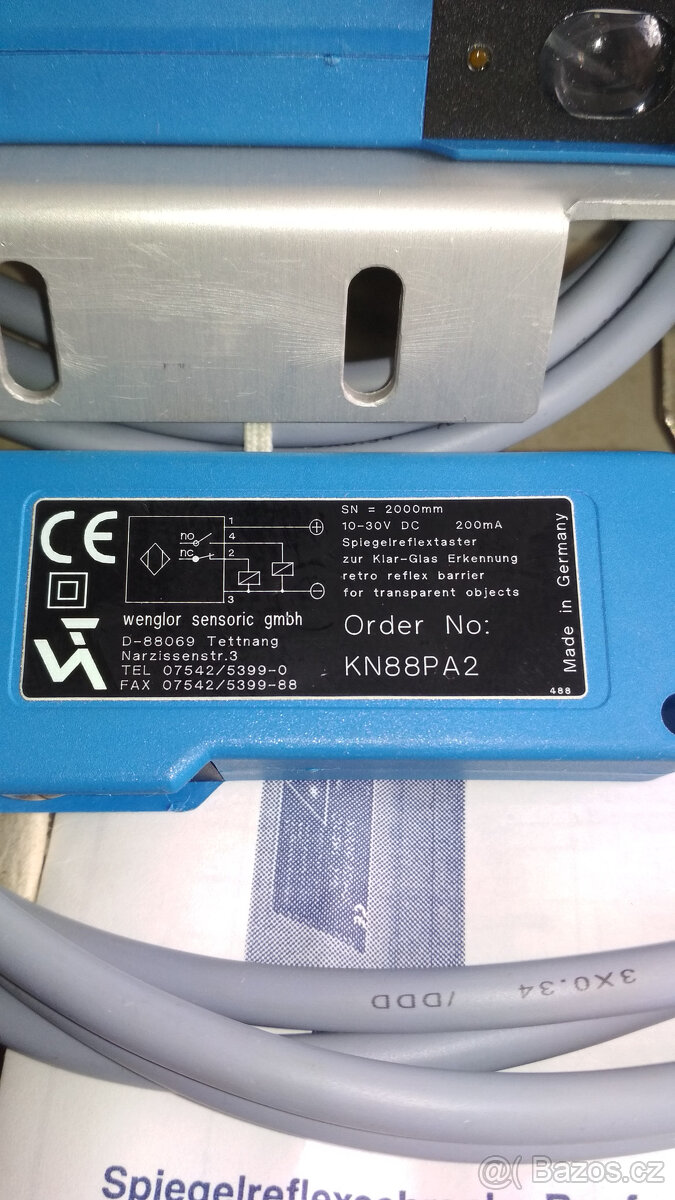 CE
no
nc
1
4
2
3
wenglor sensoric gmbh
D-88069 Tettnang
Narzissenstr.3
TEL 07542/5399-0
FAX 07542/5399-88
SN = 2000mm
10-30V DC 200mA
Spiegelreflextaster
zur Klar-Glas Erkennung
retro reflex barrier
for transparent objects
Order No:
KN88PA2
Made in Germany
488
3X0.34 /DDD
Bazos.cz